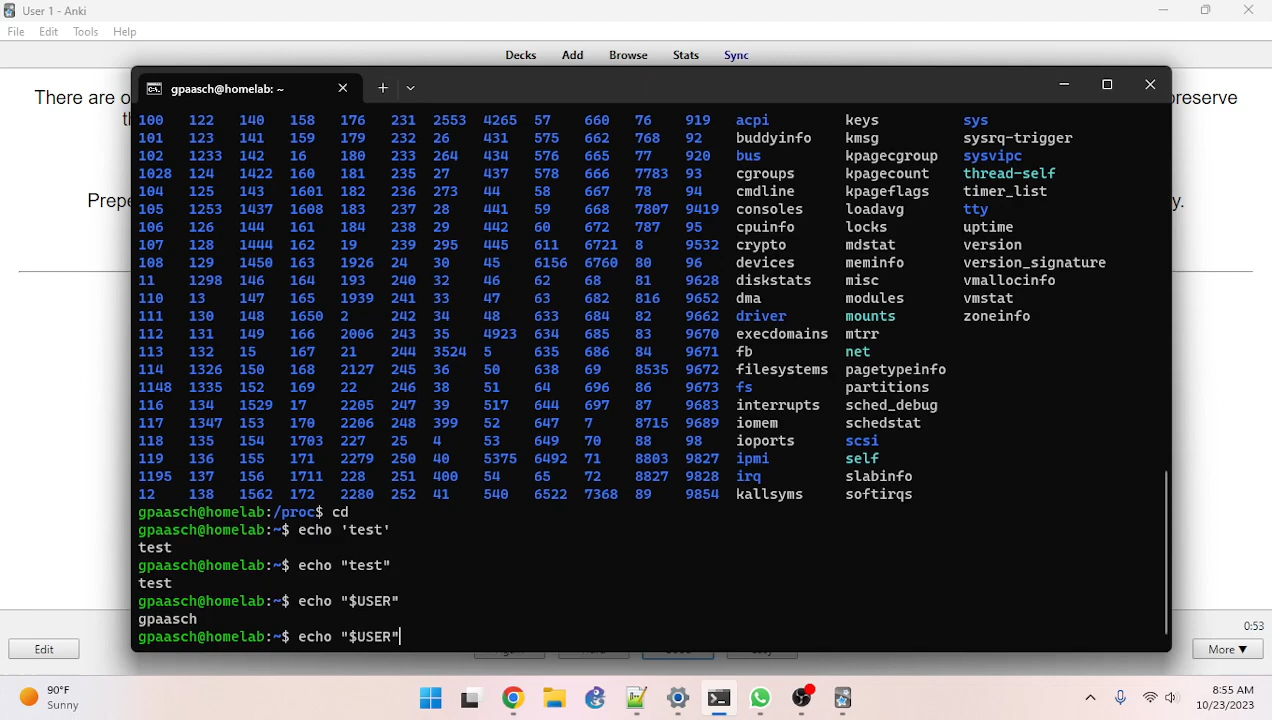 User 1 - Anki
File Edit Tools Help
Decks Add Browse Stats Sync
gpaasch@homelab: ~
There are o
preserve
th
Prepe
y.
100 122 140 158 176 231 2553 4265 57 660 76 919 acpi keys sys
101 123 141 159 179 232 26 431 575 662 768 92 buddyinfo kmsg sysrq-trigger
102 1233 142 16 180 233 264 434 576 665 77 920 bus kpagecgroup sysvipc
1028 124 1422 160 181 235 27 437 578 666 7783 93 cgroups kpagecount thread-self
104 125 143 1601 182 236 273 44 58 667 78 94 cmdline kpageflags timer_list
105 1253 1437 1608 183 237 28 441 59 668 7807 9419 consoles loadavg tty
106 126 144 161 184 238 29 442 60 672 787 95 cpuinfo locks uptime
107 128 1444 162 19 239 295 445 611 6721 8 9532 crypto mdstat version
108 129 1450 163 1926 24 30 45 6156 6760 80 96 devices meminfo version_signature
11 1298 146 164 193 240 32 46 62 68 81 9628 diskstats misc vmallocinfo
110 13 147 165 1939 241 33 47 63 682 816 9652 dma modules vmstat
111 130 148 1650 2 242 34 48 633 684 82 9662 driver mounts zoneinfo
112 131 149 166 2006 243 35 4923 634 685 83 9670 execdomains mtrr
113 132 15 167 21 244 3524 5 635 686 84 9671 fb net
114 1326 150 168 2127 245 36 50 638 69 8535 9672 filesystems pagetypeinfo
1148 1335 152 169 22 246 38 51 64 696 86 9673 fs partitions
116 134 1529 17 2205 247 39 517 644 697 87 9683 interrupts sched_debug
117 1347 153 170 2206 248 399 52 647 7 8715 9689 iomem schedstat
118 135 154 1703 227 25 4 53 649 70 88 98 ioports scsi
119 136 155 171 2279 250 40 5375 6492 71 8803 9827 ipmi self
1195 137 156 1711 228 251 400 54 65 72 8827 9828 irq slabinfo
12 138 1562 172 2280 252 41 540 6522 7368 89 9854 kallsyms softirqs
gpaasch@homelab:/proc$ cd
gpaasch@homelab:~$ echo 'test'
test
gpaasch@homelab:~$ echo "test"
test
gpaasch@homelab:~$ echo "$USER"
gpaasch
gpaasch@homelab:~$ echo "$USER"
0:53
Edit More ▼
90°F
Sunny
8:55 AM
10/23/2023